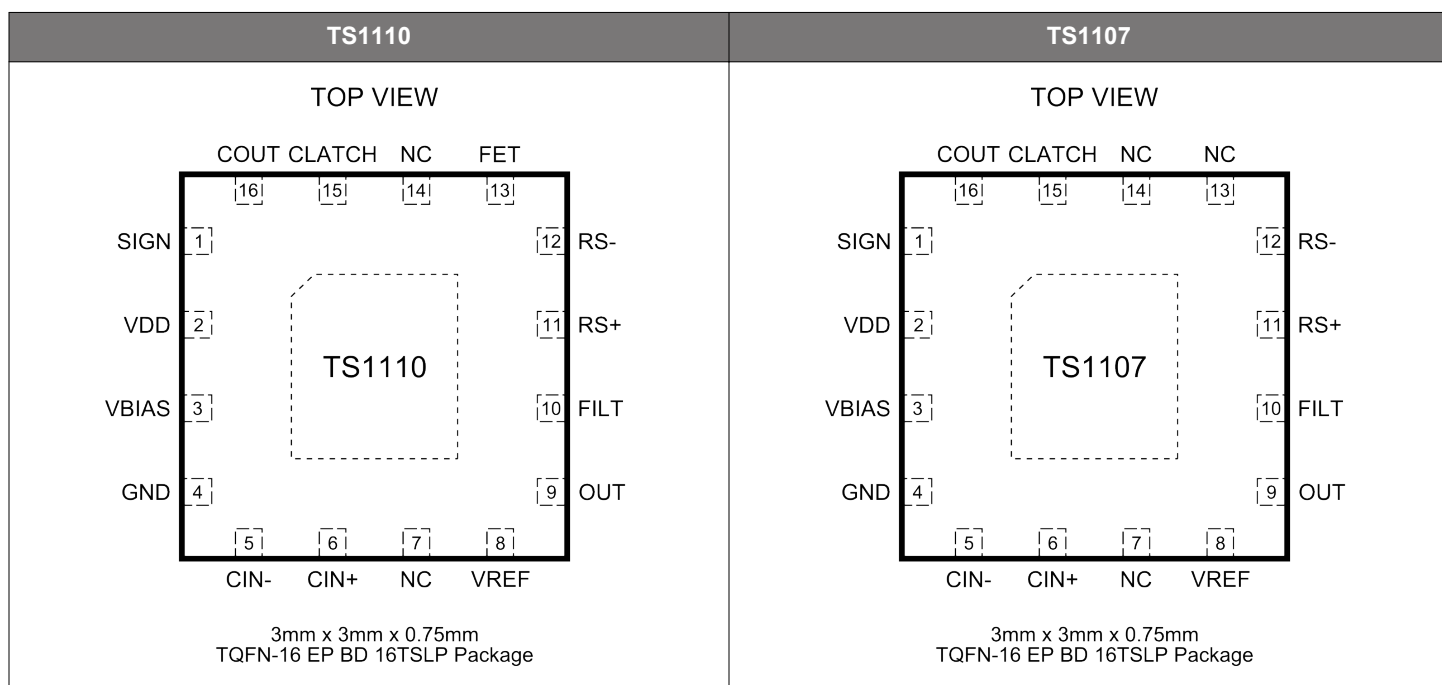 TS1110
TOP VIEW
COUT CLATCH NC FET
16 15 14 13
SIGN 1 12 RS-
VDD 2 11 RS+
TS1110
VBIAS 3 10 FILT
GND 4 9 OUT
5 6 7 8
CIN- CIN+ NC VREF
3mm x 3mm x 0.75mm
TQFN-16 EP BD 16TSLP Package
TS1107
TOP VIEW
COUT CLATCH NC NC
16 15 14 13
SIGN 1 12 RS-
VDD 2 11 RS+
TS1107
VBIAS 3 10 FILT
GND 4 9 OUT
5 6 7 8
CIN- CIN+ NC VREF
3mm x 3mm x 0.75mm
TQFN-16 EP BD 16TSLP Package